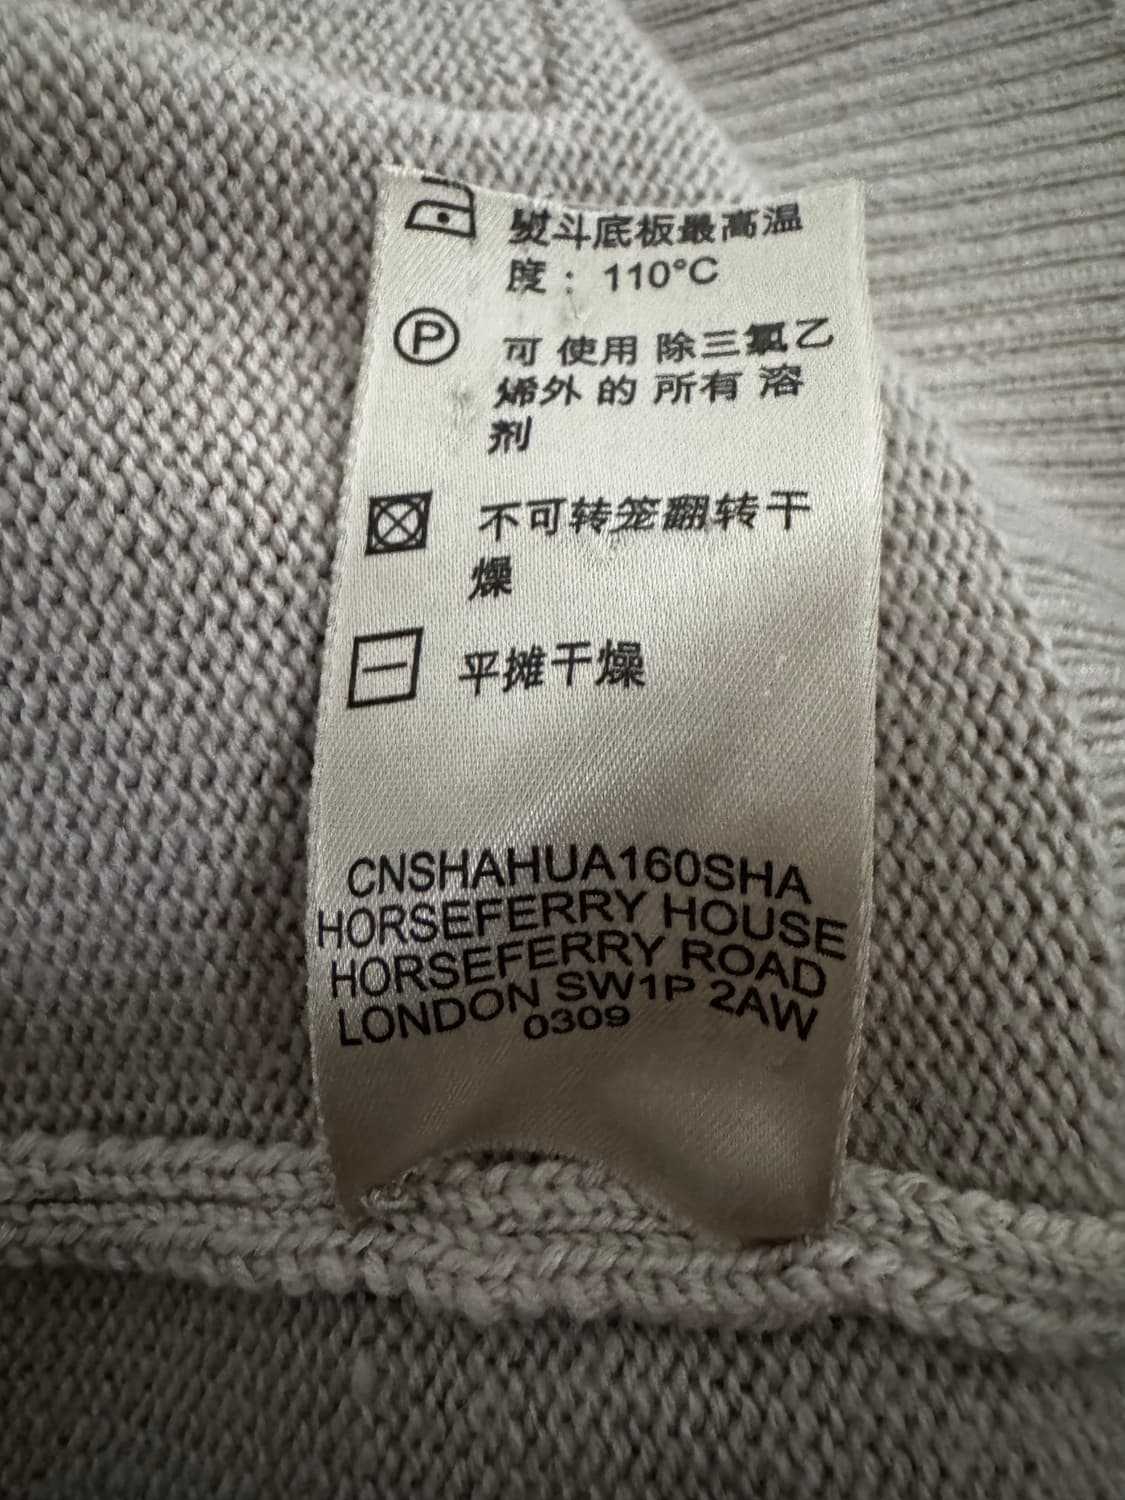 熨斗底板最高温
度： 110°C
P
可 使用 除三氯乙
烯外 的 所有 溶
剂
不可转笼翻转干
燥
平摊干燥
CNSHAHUA160SHA
HORSEFERRY HOUSE
HORSEFERRY ROAD
LONDON SW1P 2AW
0309